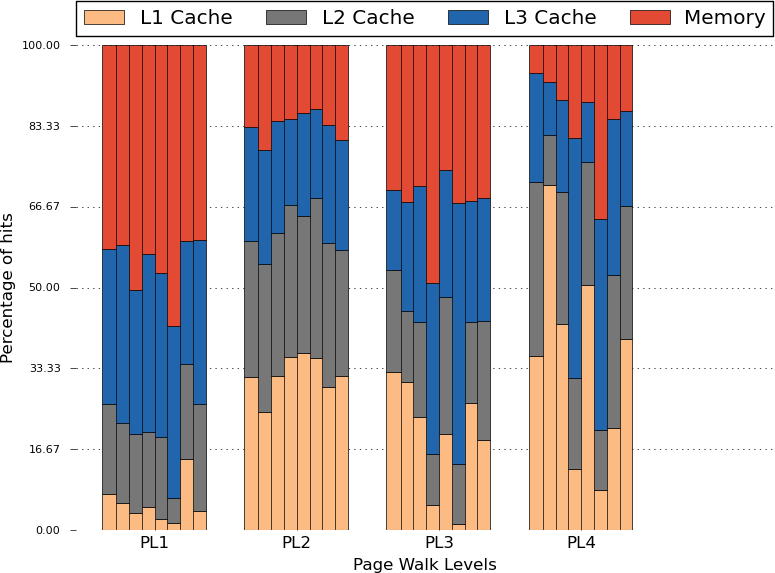 L1 Cache L2 Cache L3 Cache Memory
100.00
83.33
66.67
50.00
33.33
16.67
0.00
Percentage of hits
PL1 PL2 PL3 PL4
Page Walk Levels